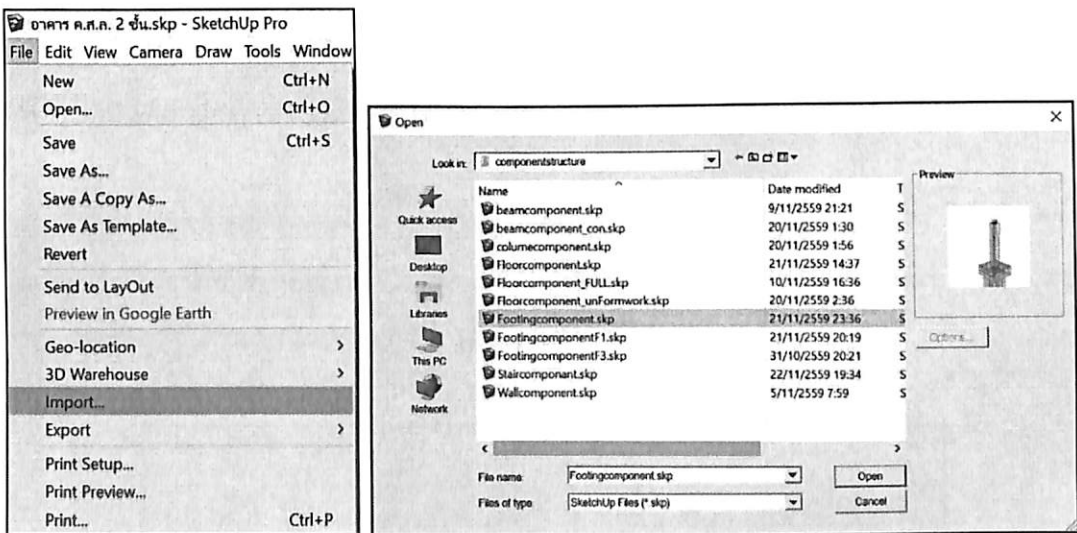 อาคาร ค.ส.ล. 2 ชั้น.skp - SketchUp Pro
File Edit View Camera Draw Tools Window
New Ctrl+N
Open... Ctrl+O
Save Ctrl+S
Save As...
Save A Copy As...
Save As Template...
Revert
Send to LayOut
Preview in Google Earth
Geo-location
3D Warehouse
Import...
Export
Print Setup...
Print Preview...
Print... Ctrl+P
Open
Look in: componentstructure
Quick access
Desktop
Libraries
This PC
Network
Name Date modified T
beamcomponent.skp 9/11/2559 21:21 S
beamcomponent_con.skp 20/11/2559 1:30 S
columecomponent.skp 20/11/2559 1:56 S
Floorcomponent.skp 21/11/2559 14:37 S
Floorcomponent_FULL.skp 10/11/2559 16:36 S
Floorcomponent_unFormwork.skp 20/11/2559 2:36 S
Footingcomponent.skp 21/11/2559 23:36 S
FootingcomponentF1.skp 21/11/2559 20:19 S
FootingcomponentF3.skp 31/10/2559 20:21 S
Staircomponant.skp 22/11/2559 19:34 S
Wallcomponent.skp 5/11/2559 7:59 S
Preview
Options...
File name: Footingcomponent.skp Open
Files of type: SketchUp Files (*.skp) Cancel